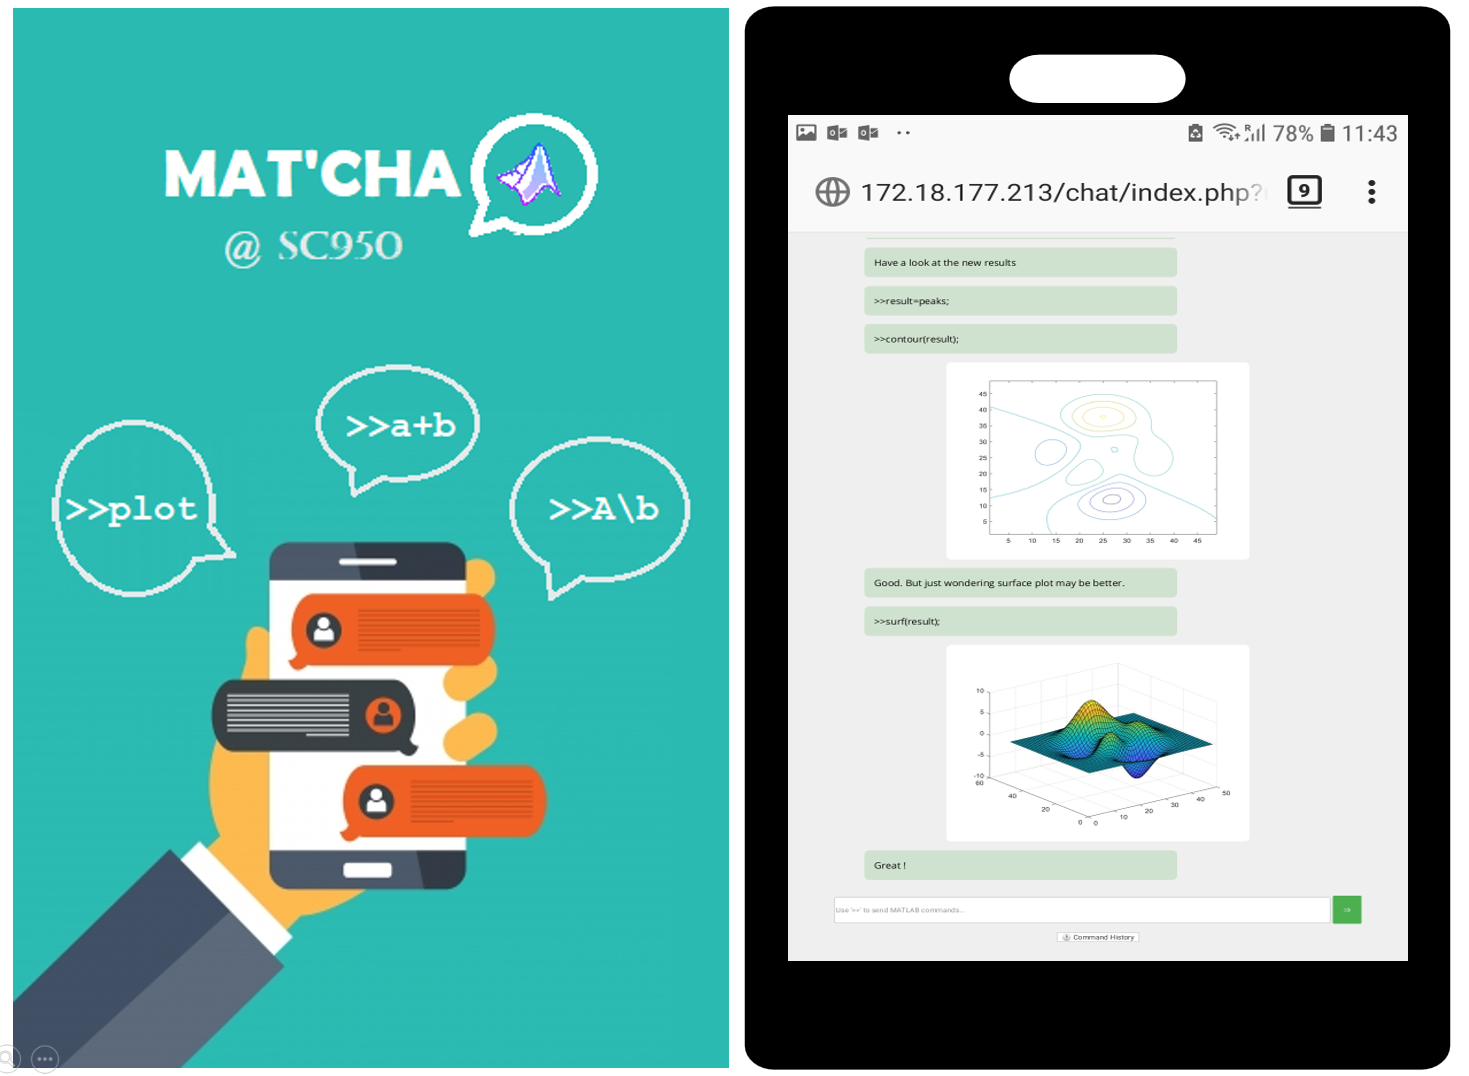 MAT'CHA
@ SC950
>>a+b
>>plot
>>A\b
78% 11:43
172.18.177.213/chat/index.php?
9
Have a look at the new results
>>result=peaks;
>>contour(result);
45
40
35
30
25
20
15
10
5
5 10 15 20 25 30 35 40 45
Good. But just wondering surface plot may be better.
>>surf(result);
10
5
0
-5
-10
60
40
20
0
0 10 20 30 40 50
Great !
Use '>>' to send MATLAB commands...
Command History